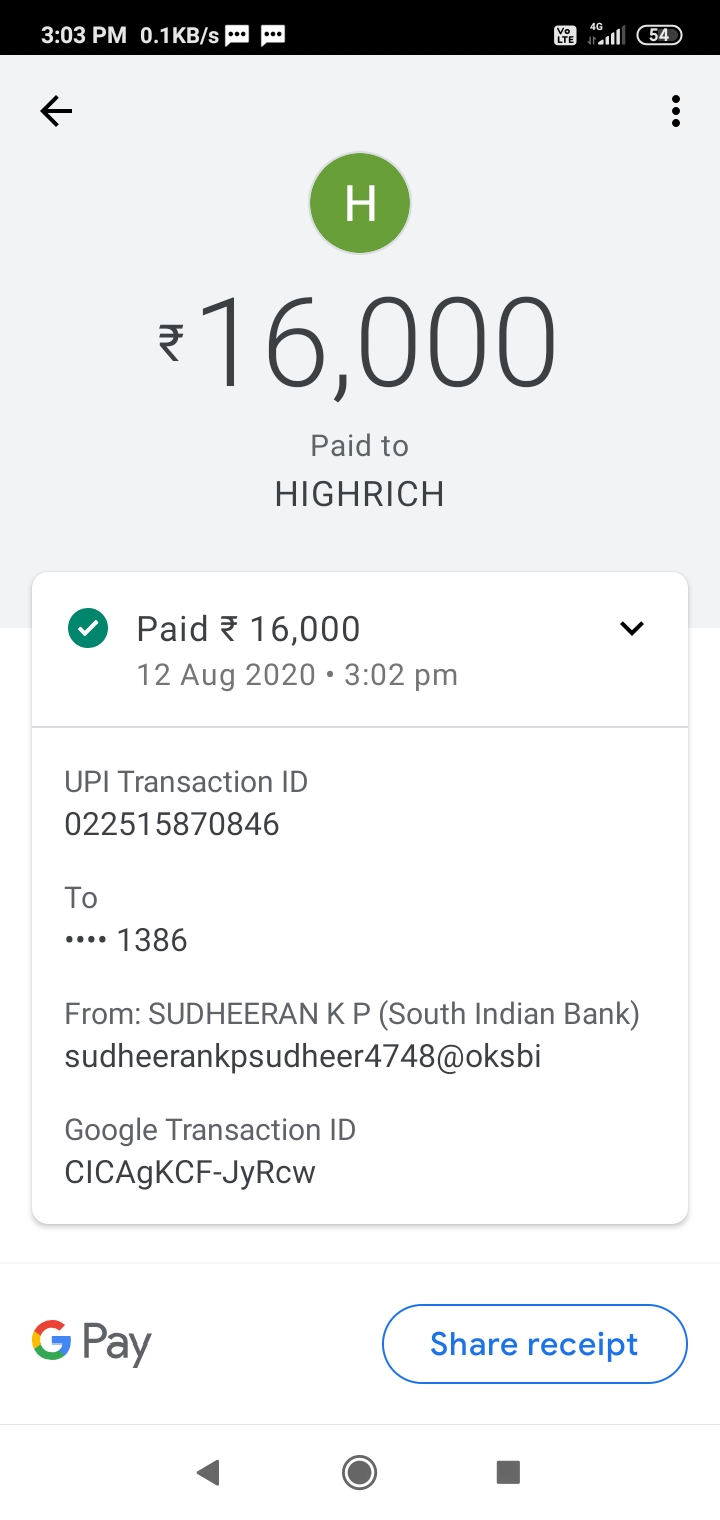 3:03 PM 0.1KB/s Vo LTE 4G 54
H
₹16,000
Paid to
HIGHRICH
Paid ₹ 16,000
12 Aug 2020 • 3:02 pm
UPI Transaction ID
022515870846
To
•••• 1386
From: SUDHEERAN K P (South Indian Bank)
sudheerankpsudheer4748@oksbi
Google Transaction ID
CICAgKCF-JyRcw
G Pay
Share receipt